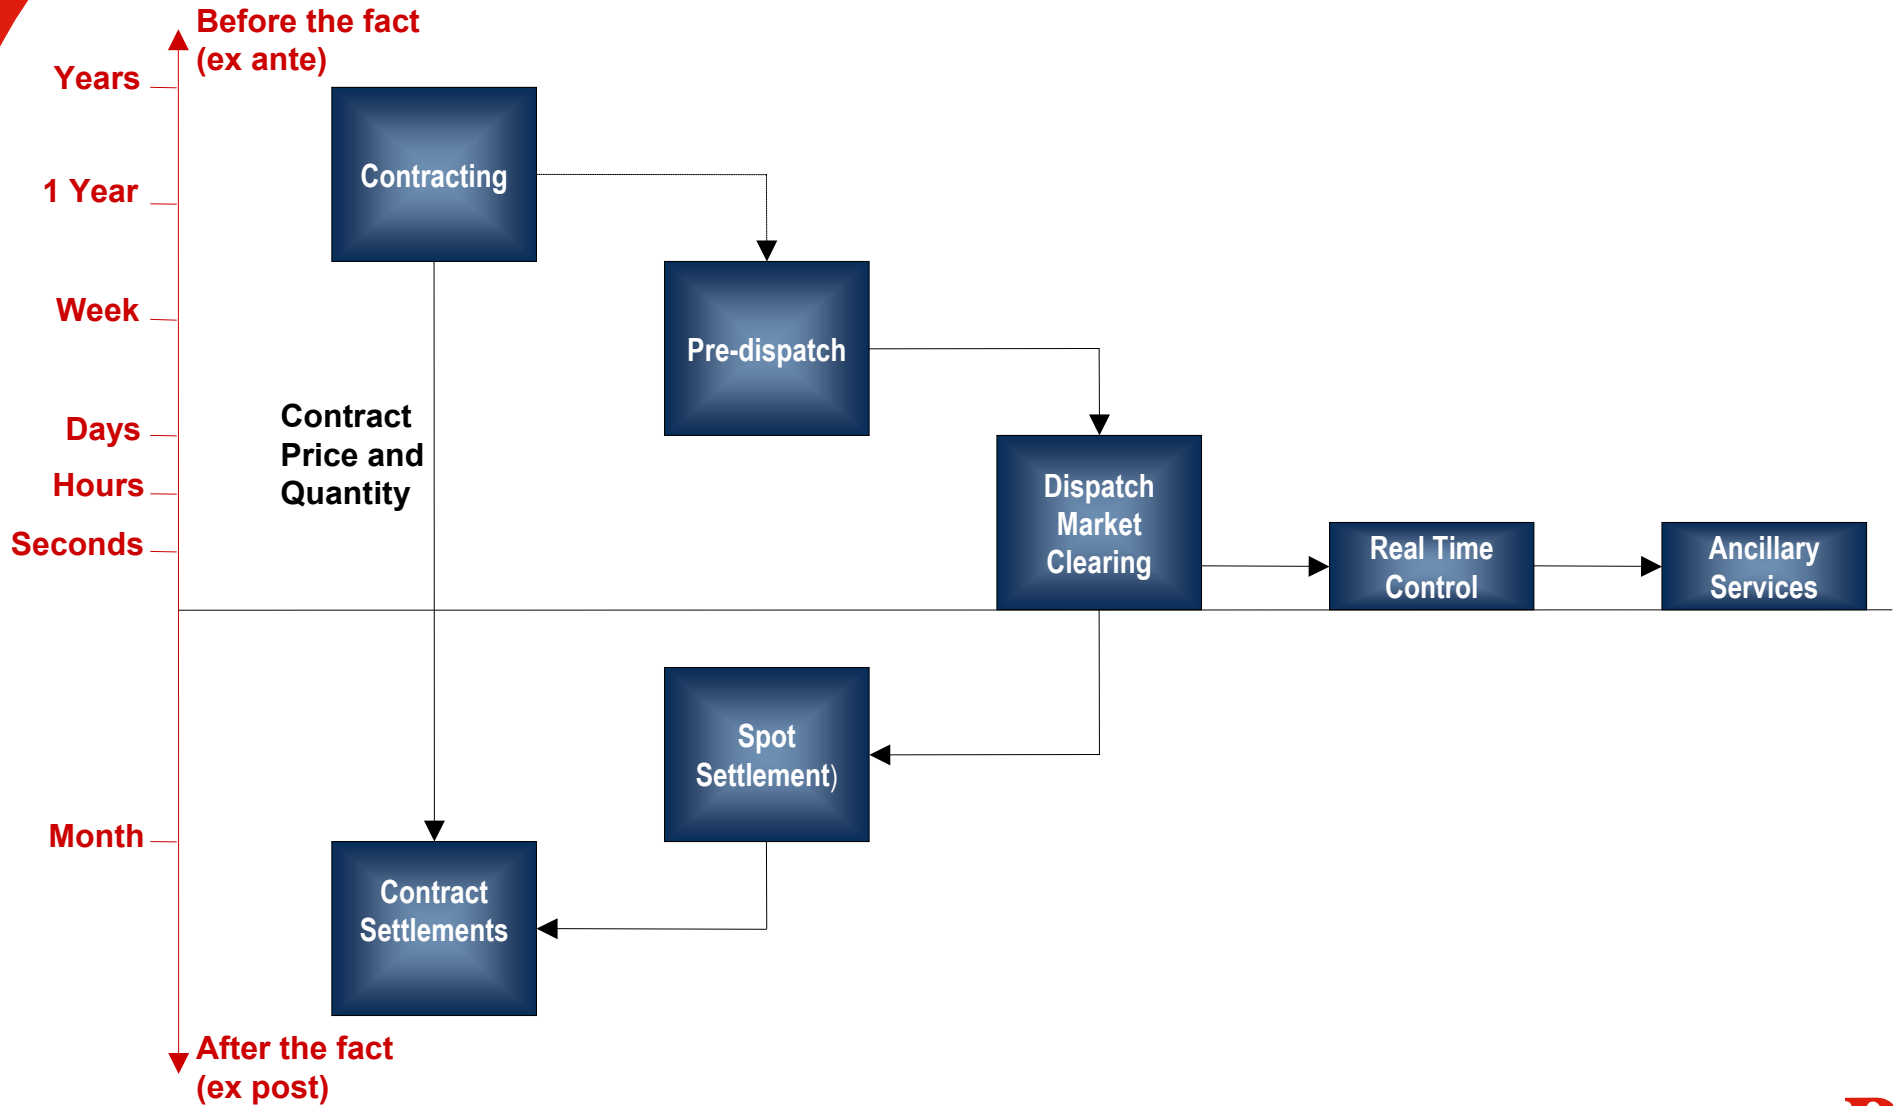 Before the fact
(ex ante)
Years
1 Year
Week
Days
Hours
Seconds
Month
After the fact
(ex post)
Contracting
Pre-dispatch
Contract
Price and
Quantity
Dispatch
Market
Clearing
Real Time
Control
Ancillary
Services
Spot
Settlement)
Contract
Settlements